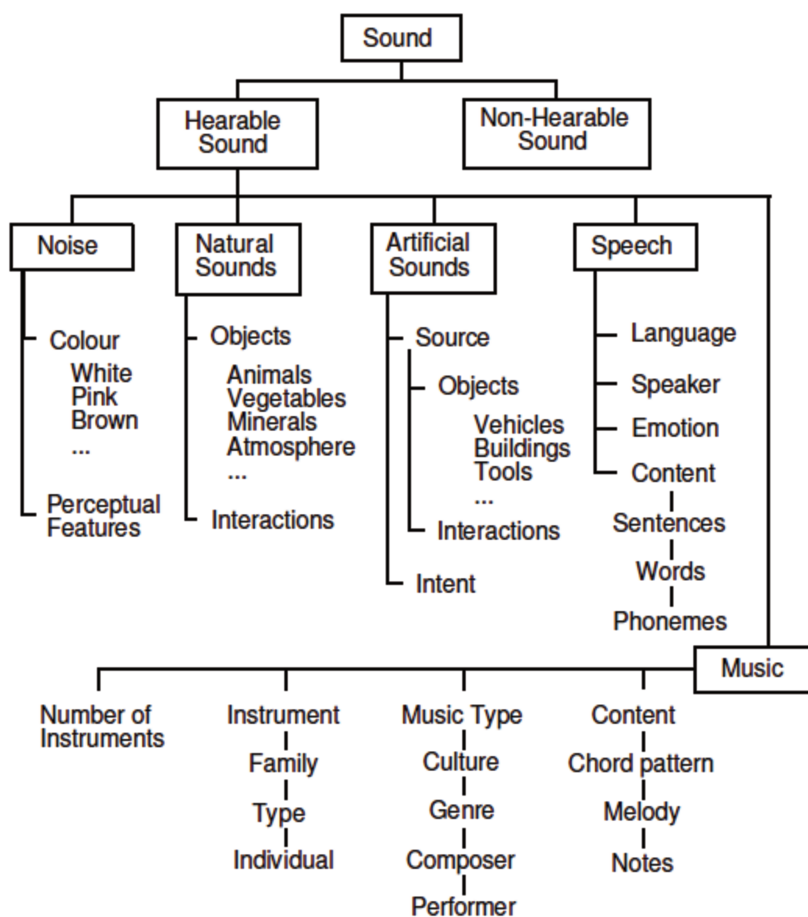 Sound
Hearable
Sound
Non-Hearable
Sound
Noise
Natural
Sounds
Artificial
Sounds
Speech
Colour
White
Pink
Brown
...
Perceptual
Features
Objects
Animals
Vegetables
Minerals
Atmosphere
...
Interactions
Source
Objects
Vehicles
Buildings
Tools
...
Interactions
Intent
Language
Speaker
Emotion
Content
Sentences
Words
Phonemes
Music
Number of
Instruments
Instrument
Family
Type
Individual
Music Type
Culture
Genre
Composer
Performer
Content
Chord pattern
Melody
Notes